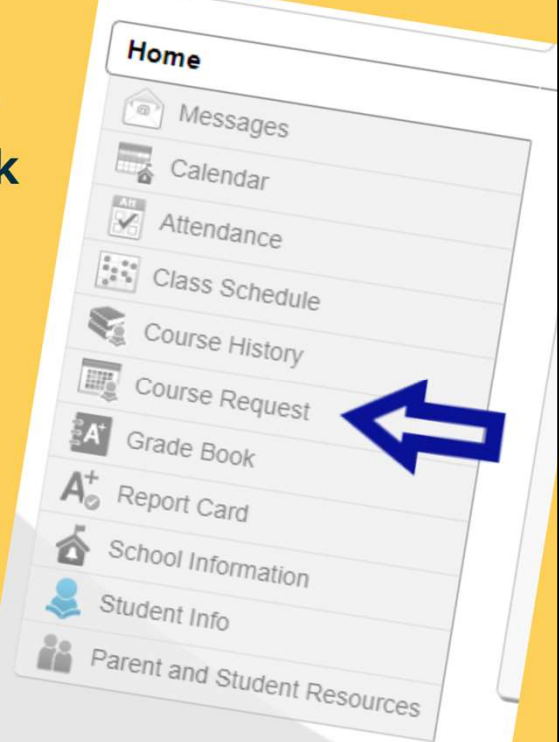 Home
Messages
Calendar
Attendance
Class Schedule
Course History
Course Request
Grade Book
Report Card
School Information
Student Info
Parent and Student Resources